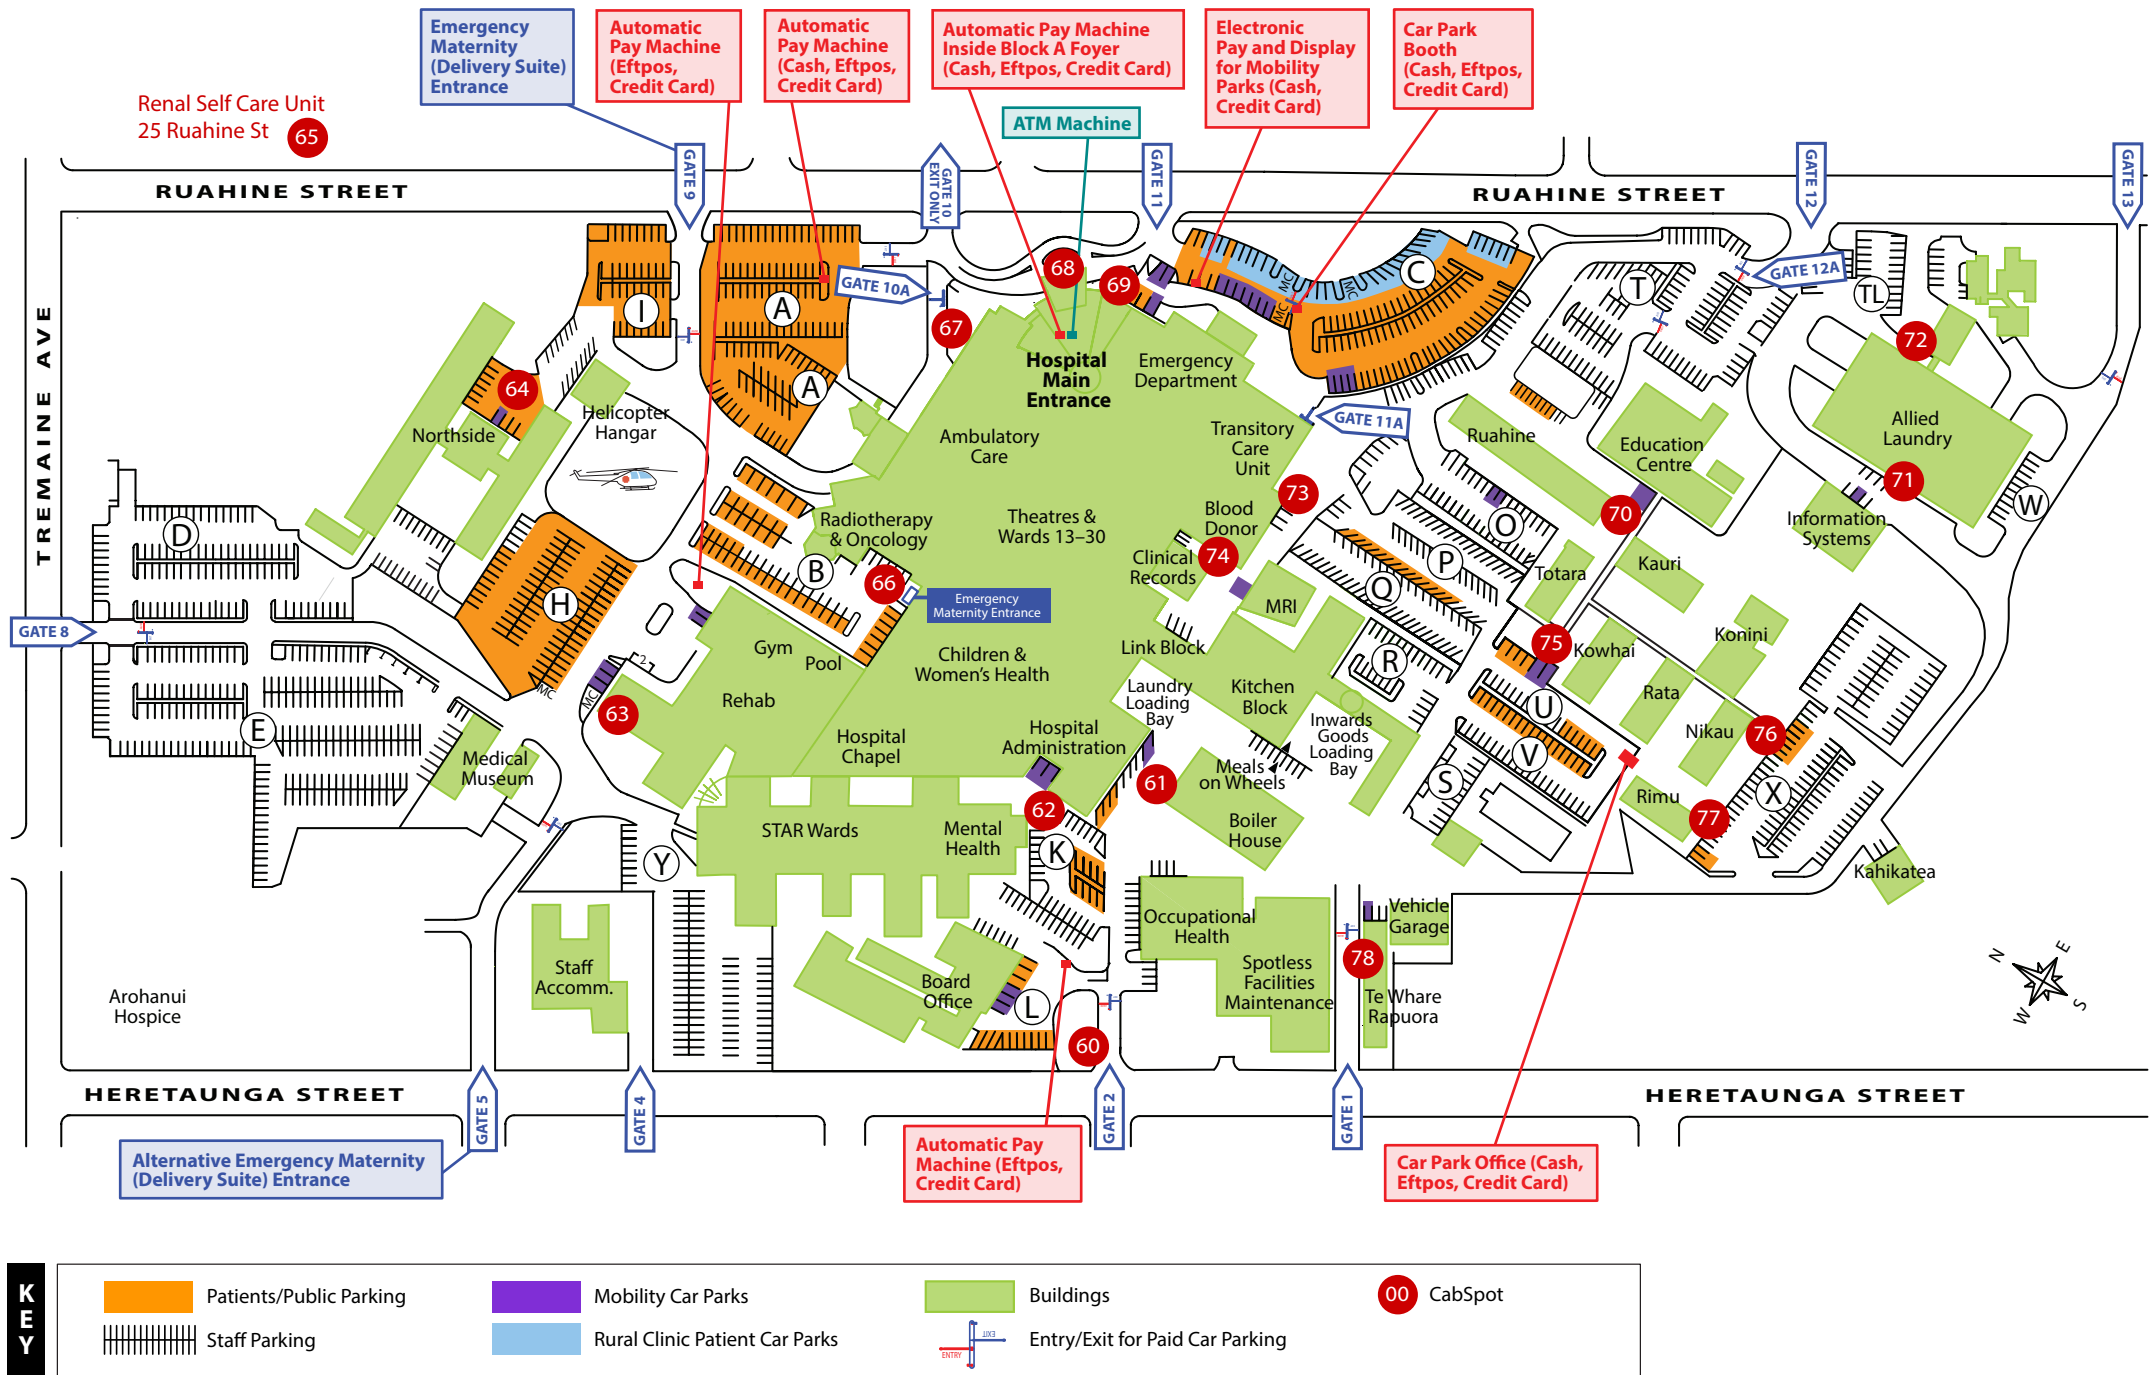 Emergency
Maternity
(Delivery Suite)
Entrance
Automatic
Pay Machine
(Eftpos,
Credit Card)
Automatic
Pay Machine
(Cash, Eftpos,
Credit Card)
Automatic Pay Machine
Inside Block A Foyer
(Cash, Eftpos, Credit Card)
Electronic
Pay and Display
for Mobility
Parks (Cash,
Credit Card)
Car Park
Booth
(Cash, Eftpos,
Credit Card)
ATM Machine
Renal Self Care Unit
25 Ruahine St
65
RUAHINE STREET
RUAHINE STREET
GATE 9
GATE 10
EXIT ONLY
GATE 11
GATE 12
GATE 13
TREMAINE AVE
GATE 10A
GATE 12A
GATE 11A
GATE 8
I
A
A
C
T
TL
68
69
67
72
64
MC
MC
MC
Hospital
Main
Entrance
Emergency
Department
Helicopter
Hangar
Northside
Ambulatory
Care
Transitory
Care
Unit
Ruahine
Education
Centre
Allied
Laundry
71
W
73
70
D
O
Information
Systems
Radiotherapy
& Oncology
Theatres &
Wards 13–30
Blood
Donor
74
Clinical
Records
P
Q
Totara
Kauri
B
66
Emergency
Maternity Entrance
H
MRI
75
Kowhai
Konini
Gym
Pool
Children &
Women's Health
Link Block
R
2
MC
MC
Rehab
63
Laundry
Loading
Bay
Kitchen
Block
Inwards
Goods
Loading
Bay
U
Rata
Nikau
76
E
Medical
Museum
Hospital
Chapel
Hospital
Administration
61
Meals
on Wheels
V
S
X
Rimu
77
62
STAR Wards
Mental
Health
Boiler
House
K
Y
Kahikatea
Occupational
Health
Vehicle
Garage
Staff
Accomm.
Board
Office
L
60
Spotless
Facilities
Maintenance
78
Te Whare
Rapuora
N
E
W
S
Arohanui
Hospice
HERETAUNGA STREET
HERETAUNGA STREET
GATE 5
GATE 4
GATE 2
GATE 1
Alternative Emergency Maternity
(Delivery Suite) Entrance
Automatic Pay
Machine (Eftpos,
Credit Card)
Car Park Office (Cash,
Eftpos, Credit Card)
KEY
Patients/Public Parking
Mobility Car Parks
Buildings
00
CabSpot
Staff Parking
Rural Clinic Patient Car Parks
EXIT
ENTRY
Entry/Exit for Paid Car Parking